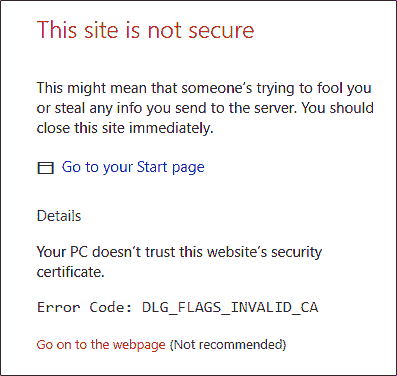 This site is not secure
This might mean that someone's trying to fool you
or steal any info you send to the server. You should
close this site immediately.
Go to your Start page
Details
Your PC doesn't trust this website's security
certificate.
Error Code: DLG_FLAGS_INVALID_CA
Go on to the webpage (Not recommended)